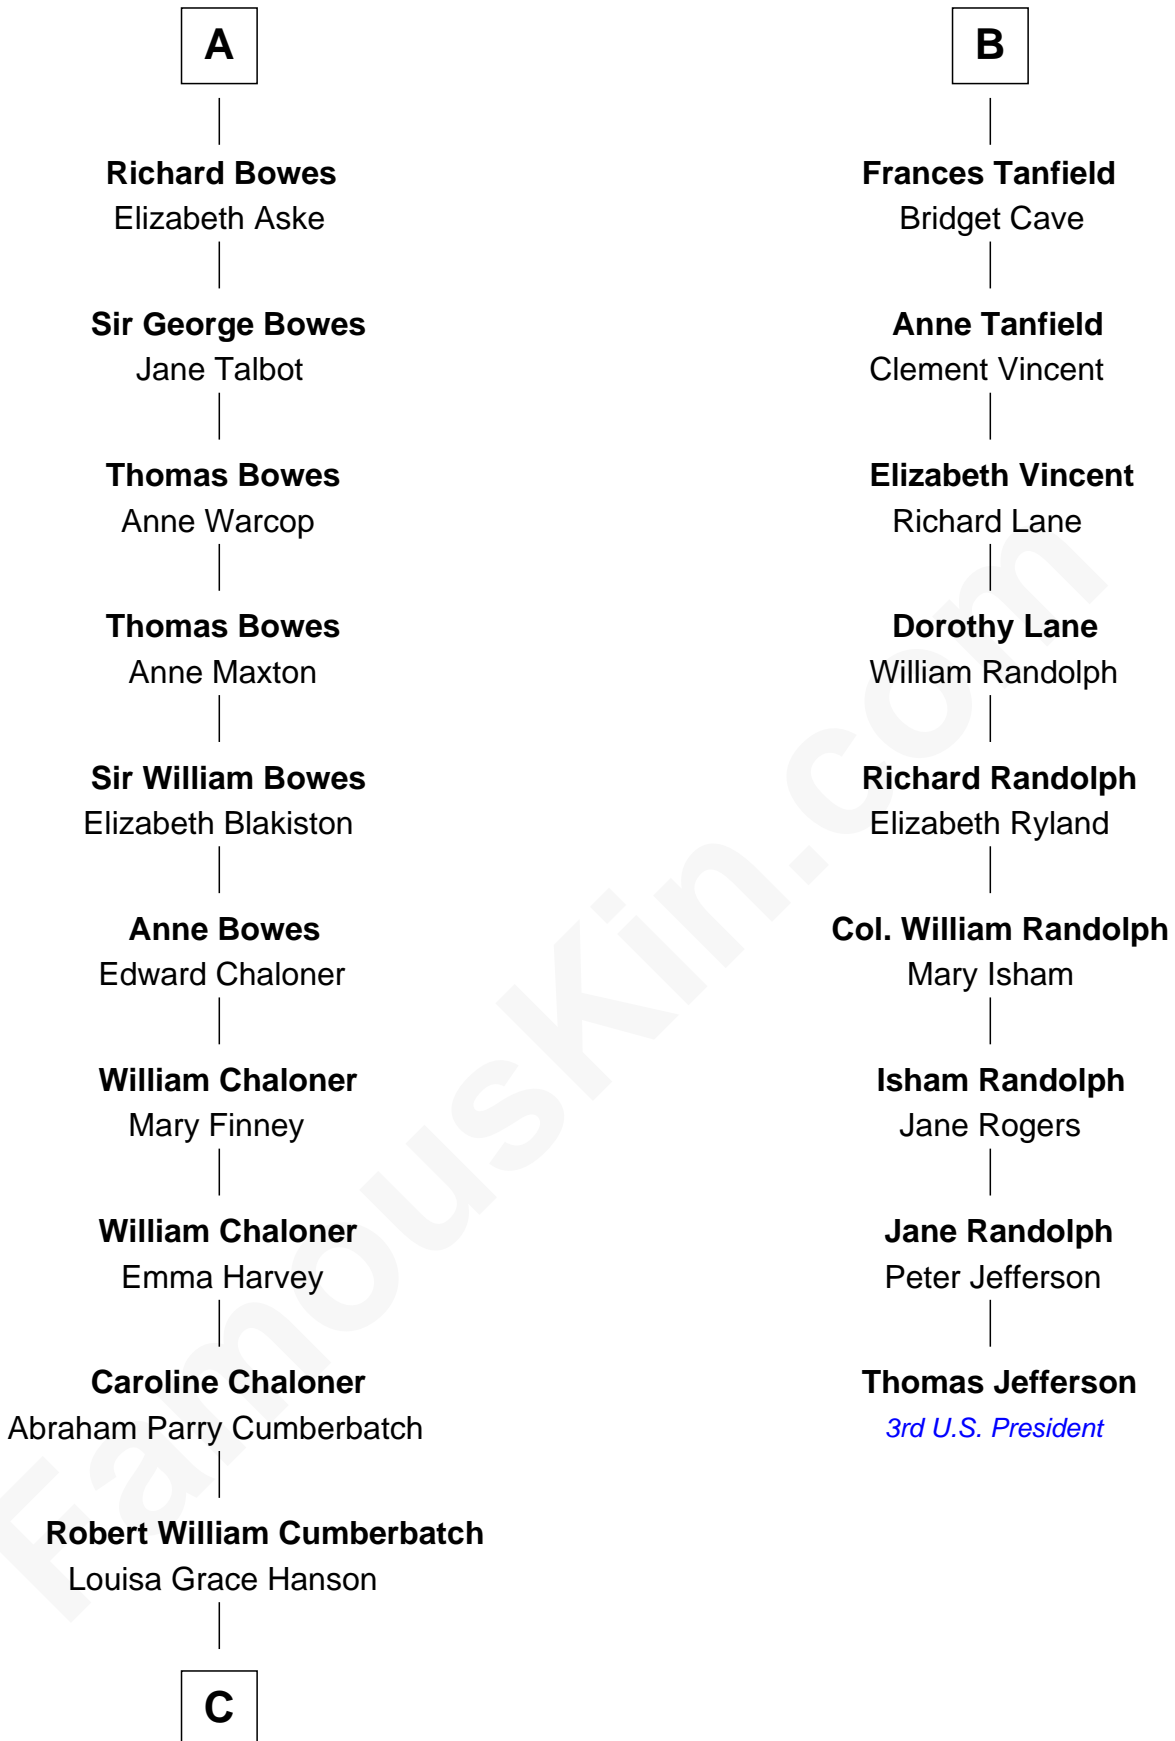 A
Richard Bowes
Elizabeth Aske
Sir George Bowes
Jane Talbot
Thomas Bowes
Anne Warcop
Thomas Bowes
Anne Maxton
Sir William Bowes
Elizabeth Blakiston
Anne Bowes
Edward Chaloner
William Chaloner
Mary Finney
William Chaloner
Emma Harvey
Caroline Chaloner
Abraham Parry Cumberbatch
Robert William Cumberbatch
Louisa Grace Hanson
C
B
Frances Tanfield
Bridget Cave
Anne Tanfield
Clement Vincent
Elizabeth Vincent
Richard Lane
Dorothy Lane
William Randolph
Richard Randolph
Elizabeth Ryland
Col. William Randolph
Mary Isham
Isham Randolph
Jane Rogers
Jane Randolph
Peter Jefferson
Thomas Jefferson
3rd U.S. President
FamousKin.com